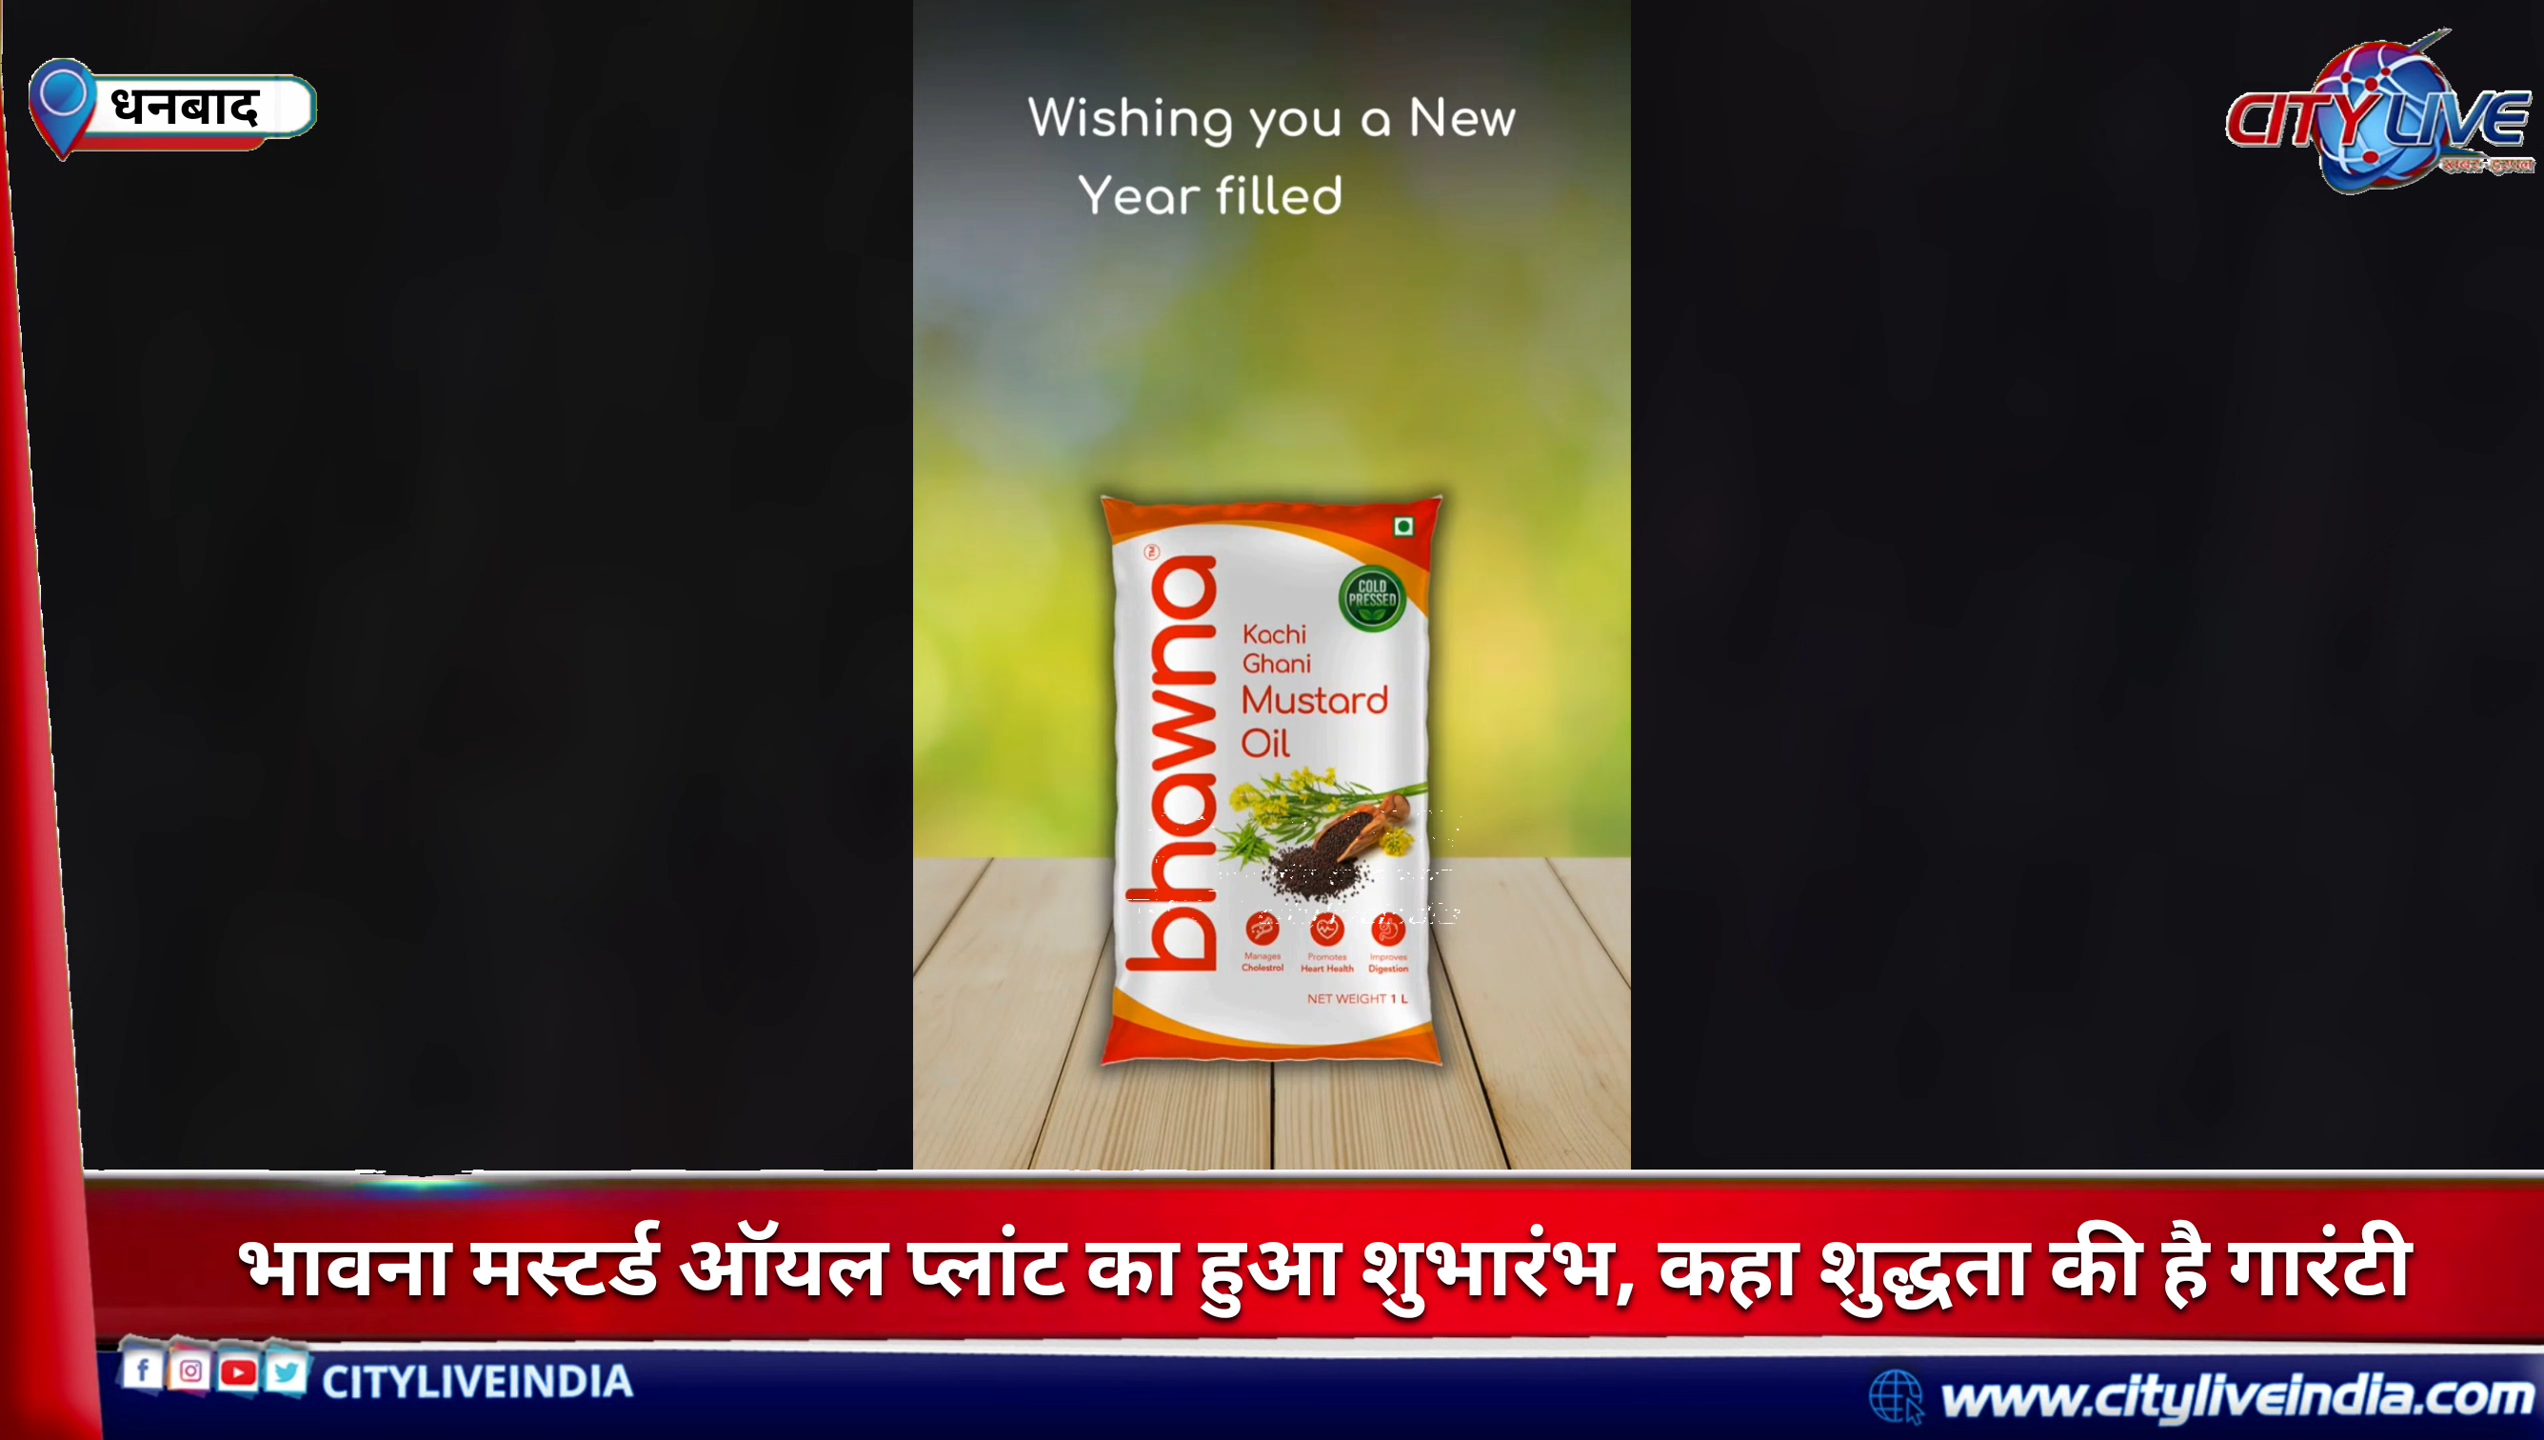 धनबाद
CITY LIVE
Wishing you a New
Year filled
bhawna
COLD
PRESSED
Kachi
Ghani
Mustard
Oil
Manages
Cholestrol
Promotes
Heart Health
Improves
Digestion
NET WEIGHT 1 L
भावना मस्टर्ड ऑयल प्लांट का हुआ शुभारंभ, कहा शुद्धता की है गारंटी
CITYLIVEINDIA
www.cityliveindia.com